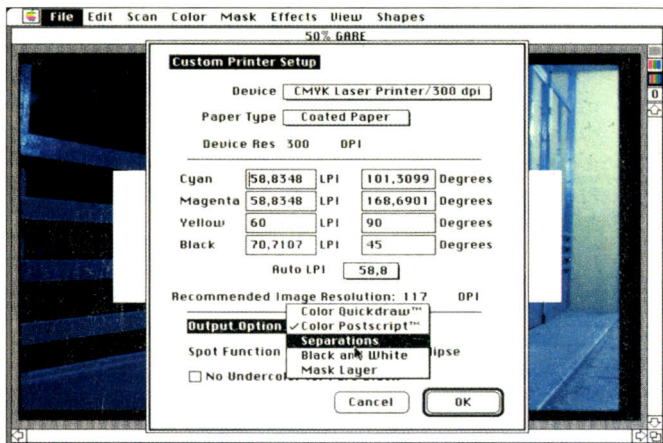 File Edit Scan Color Mask Effects View Shapes
50% GARE
Custom Printer Setup
Device CMYK Laser Printer/300 dpi
Paper Type Coated Paper
Device Res 300 DPI
Cyan 58,8348 LPI 101,3099 Degrees
Magenta 58,8348 LPI 168,6901 Degrees
Yellow 60 LPI 90 Degrees
Black 70,7107 LPI 45 Degrees
Auto LPI 58,8
Recommended Image Resolution: 117 DPI
Color Quickdraw™
Output Option ✓Color Postscript™
Separations
Spot Function Black and White lipse
Mask Layer
No Undercol
Cancel OK
0